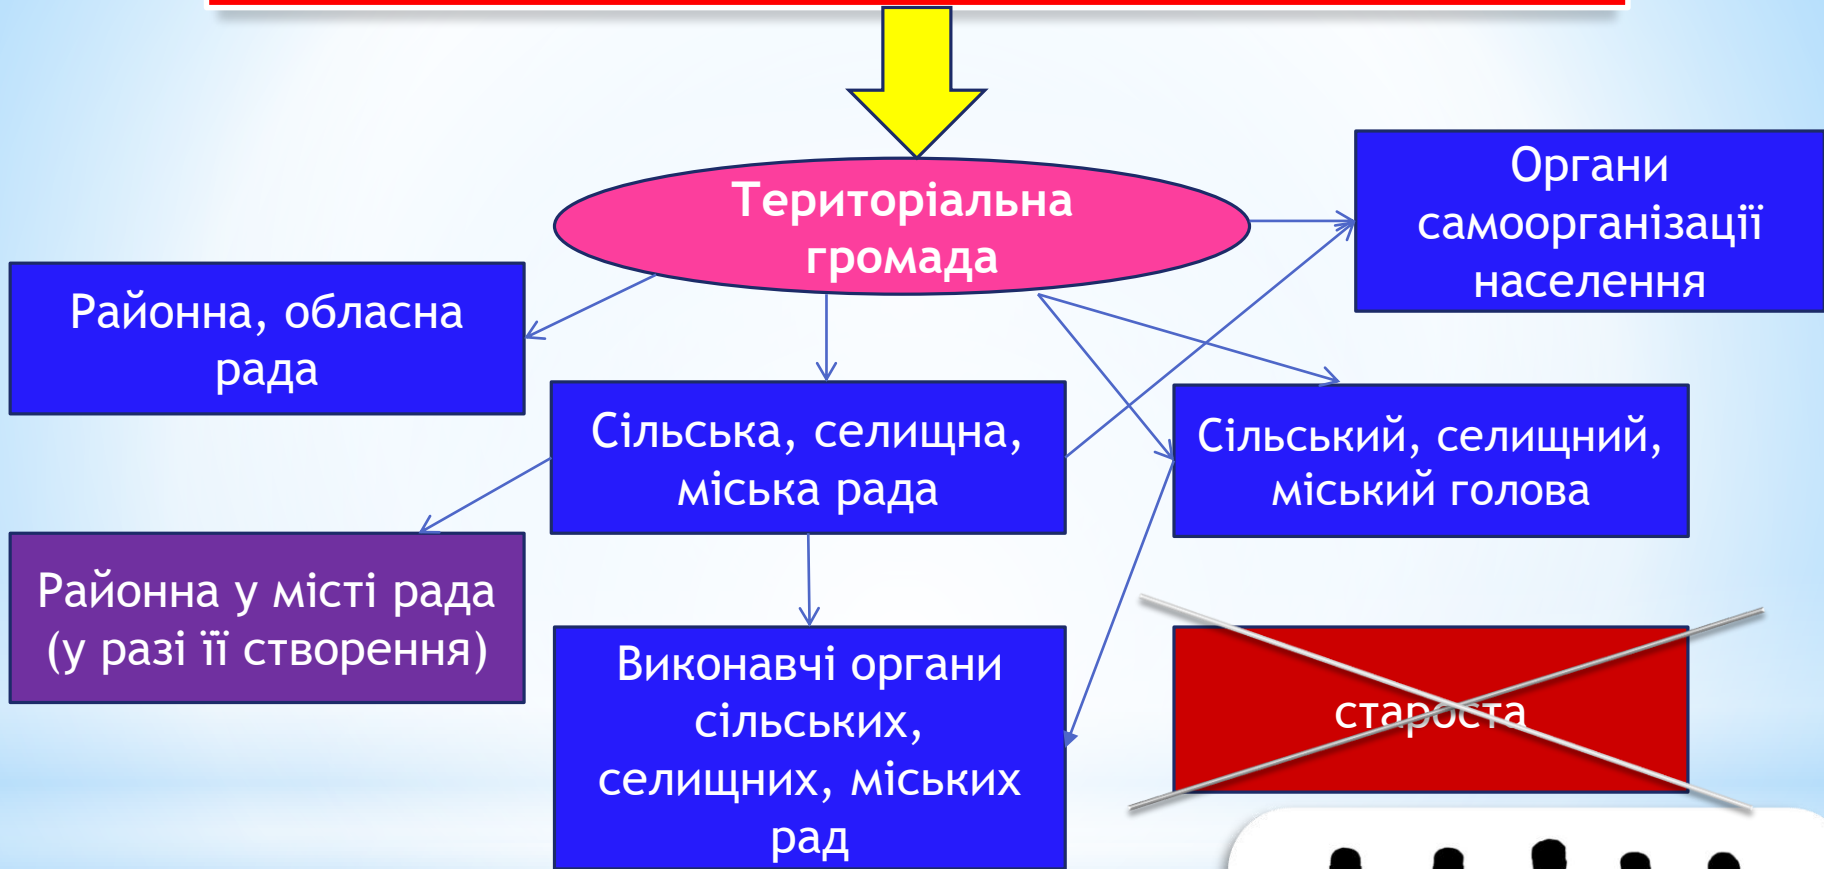 Територіальна
громада
Органи
самоорганізації
населення
Районна, обласна
рада
Сільська, селищна,
міська рада
Сільський, селищний,
міський голова
Районна у місті рада
(у разі її створення)
Виконавчі органи
сільських,
селищних, міських
рад
староста